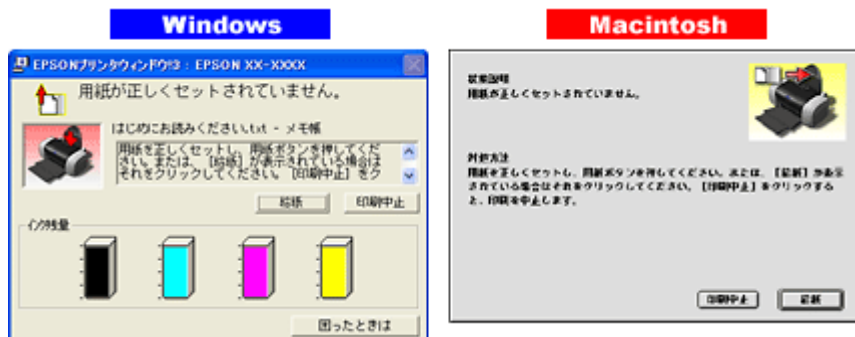 Windows
EPSONプリンタウィンドウ!3 : EPSON XX-XXXX
用紙が正しくセットされていません。
はじめにお読みください.txt - メモ帳
用紙を正しくセットし、用紙ボタンを押してくだ
さい。または、[給紙] が表示されている場合は
それをクリックしてください。[印刷中止] をク
給紙
印刷中止
インク残量
困ったときは
Macintosh
状態説明
用紙が正しくセットされていません。
対処方法
用紙を正しくセットし、用紙ボタンを押してください。または、[給紙] が表示
されている場合はそれをクリックしてください。[印刷中止] をクリックする
と、印刷を中止します。
印刷中止
給紙